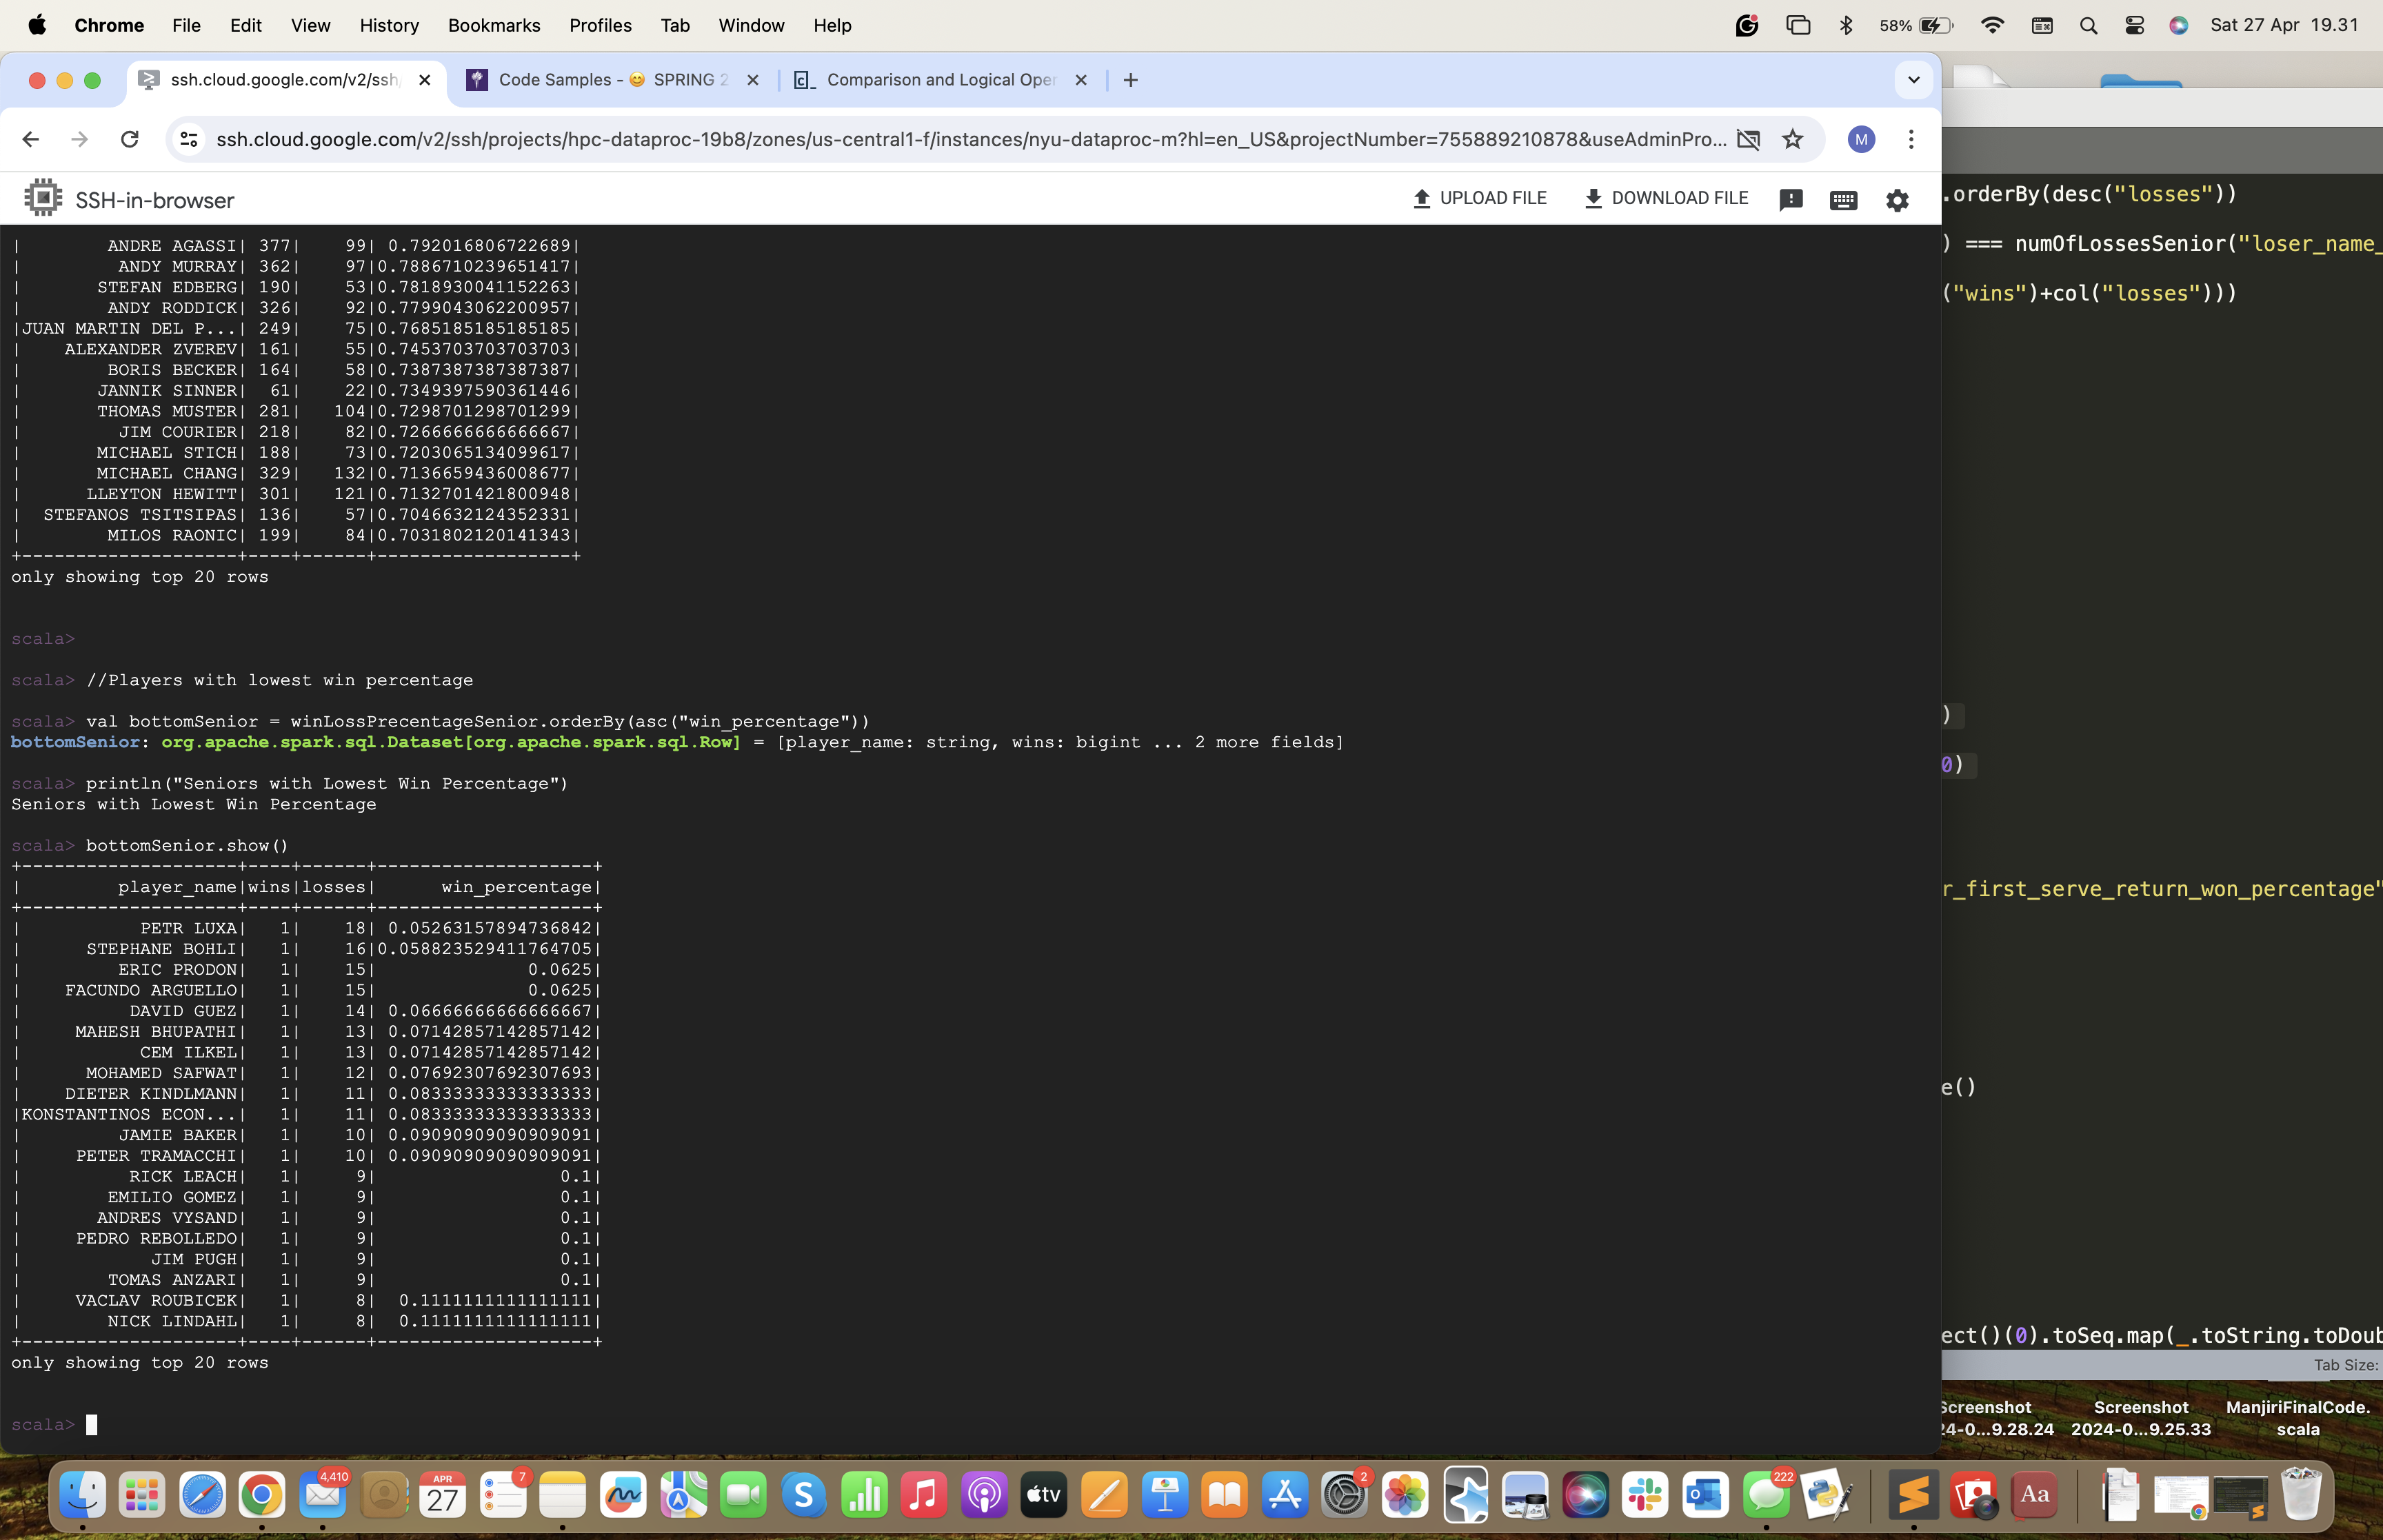 Chrome File Edit View History Bookmarks Profiles Tab Window Help 58% Sat 27 Apr 19.31
ssh.cloud.google.com/v2/ssh/ Code Samples - 😊 SPRING 2 Comparison and Logical Oper
ssh.cloud.google.com/v2/ssh/projects/hpc-dataproc-19b8/zones/us-central1-f/instances/nyu-dataproc-m?hl=en_US&projectNumber=755889210878&useAdminPro... M
SSH-in-browser UPLOAD FILE DOWNLOAD FILE
| ANDRE AGASSI| 377| 99| 0.792016806722689|
| ANDY MURRAY| 362| 97|0.7886710239651417|
| STEFAN EDBERG| 190| 53|0.7818930041152263|
| ANDY RODDICK| 326| 92|0.7799043062200957|
|JUAN MARTIN DEL P...| 249| 75|0.7685185185185185|
| ALEXANDER ZVEREV| 161| 55|0.7453703703703703|
| BORIS BECKER| 164| 58|0.7387387387387387|
| JANNIK SINNER| 61| 22|0.7349397590361446|
| THOMAS MUSTER| 281| 104|0.7298701298701299|
| JIM COURIER| 218| 82|0.7266666666666667|
| MICHAEL STICH| 188| 73|0.7203065134099617|
| MICHAEL CHANG| 329| 132|0.7136659436008677|
| LLEYTON HEWITT| 301| 121|0.7132701421800948|
| STEFANOS TSITSIPAS| 136| 57|0.7046632124352331|
| MILOS RAONIC| 199| 84|0.7031802120141343|
+--------------------+----+------+------------------+
only showing top 20 rows
scala>
scala> //Players with lowest win percentage
scala> val bottomSenior = winLossPrecentageSenior.orderBy(asc("win_percentage"))
bottomSenior: org.apache.spark.sql.Dataset[org.apache.spark.sql.Row] = [player_name: string, wins: bigint ... 2 more fields]
scala> println("Seniors with Lowest Win Percentage")
Seniors with Lowest Win Percentage
scala> bottomSenior.show()
+--------------------+----+------+--------------------+
| player_name|wins|losses| win_percentage|
+--------------------+----+------+--------------------+
| PETR LUXA| 1| 18| 0.05263157894736842|
| STEPHANE BOHLI| 1| 16|0.058823529411764705|
| ERIC PRODON| 1| 15| 0.0625|
| FACUNDO ARGUELLO| 1| 15| 0.0625|
| DAVID GUEZ| 1| 14| 0.06666666666666667|
| MAHESH BHUPATHI| 1| 13| 0.07142857142857142|
| CEM ILKEL| 1| 13| 0.07142857142857142|
| MOHAMED SAFWAT| 1| 12| 0.07692307692307693|
| DIETER KINDLMANN| 1| 11| 0.08333333333333333|
|KONSTANTINOS ECON...| 1| 11| 0.08333333333333333|
| JAMIE BAKER| 1| 10| 0.09090909090909091|
| PETER TRAMACCHI| 1| 10| 0.09090909090909091|
| RICK LEACH| 1| 9| 0.1|
| EMILIO GOMEZ| 1| 9| 0.1|
| ANDRES VYSAND| 1| 9| 0.1|
| PEDRO REBOLLEDO| 1| 9| 0.1|
| JIM PUGH| 1| 9| 0.1|
| TOMAS ANZARI| 1| 9| 0.1|
| VACLAV ROUBICEK| 1| 8| 0.1111111111111111|
| NICK LINDAHL| 1| 8| 0.1111111111111111|
+--------------------+----+------+--------------------+
only showing top 20 rows
scala>
.orderBy(desc("losses"))
) === numOfLossesSenior("loser_name_
("wins")+col("losses")))
)
0)
r_first_serve_return_won_percentage"
e()
ect()(0).toSeq.map(_.toString.toDoub
Tab Size:
Screenshot
24-0...9.28.24
Screenshot
2024-0...9.25.33
ManjiriFinalCode.
scala
4,410
APR
27
7
tv
2
222
Aa